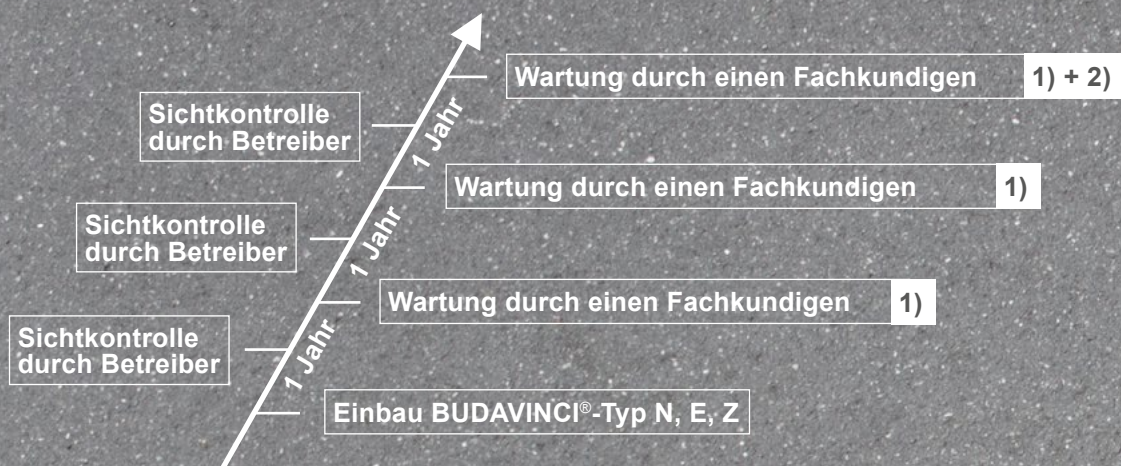 Wartung durch einen Fachkundigen 1) + 2)
Sichtkontrolle
durch Betreiber
1 Jahr
Wartung durch einen Fachkundigen 1)
Sichtkontrolle
durch Betreiber
1 Jahr
Wartung durch einen Fachkundigen 1)
Sichtkontrolle
durch Betreiber
1 Jahr
Einbau BUDAVINCI®-Typ N, E, Z